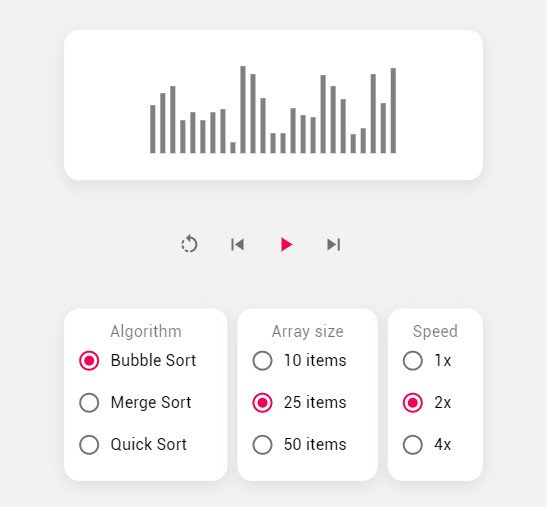 Algorithm
Bubble Sort
Merge Sort
Quick Sort
Array size
10 items
25 items
50 items
Speed
1x
2x
4x